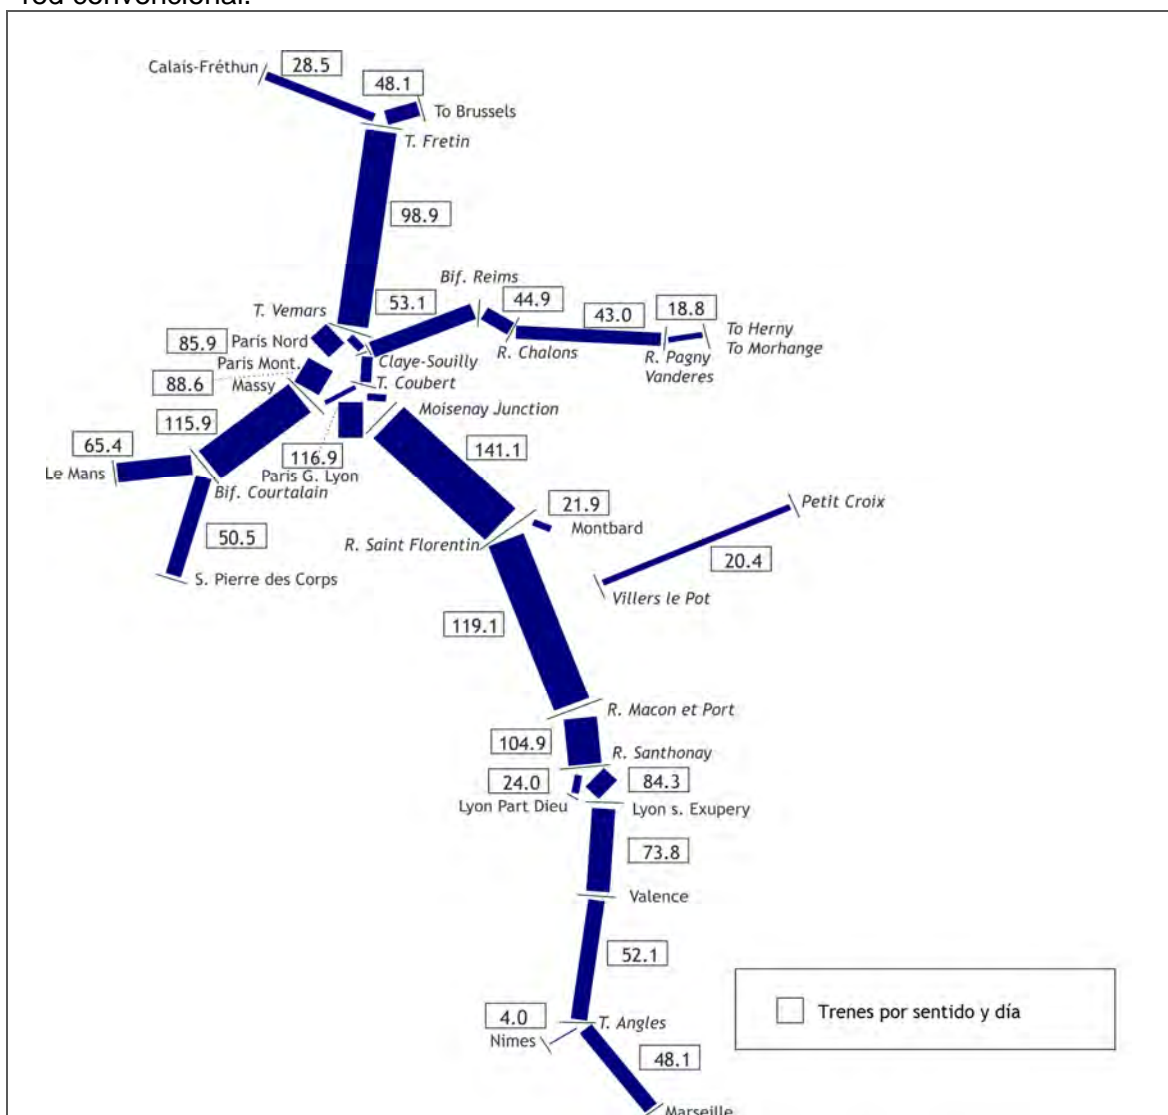 red convencional.
28.5
Calais-Fréthun
48.1
To Brussels
T. Fretin
98.9
Bif. Reims
53.1
44.9
T. Vemars
43.0
18.8
85.9
Paris Nord
To Herny
To Morhange
R. Chalons
R. Pagny
Vanderes
Paris Mont.
Claye-Souilly
88.6
Massy
T. Coubert
Moisenay Junction
115.9
65.4
141.1
116.9
Le Mans
Paris G. Lyon
Bif. Courtalain
21.9
Petit Croix
Montbard
50.5
R. Saint Florentin
20.4
S. Pierre des Corps
Villers le Pot
119.1
R. Macon et Port
104.9
R. Santhonay
24.0
84.3
Lyon Part Dieu
Lyon s. Exupery
73.8
Valence
52.1
4.0
T. Angles
Trenes por sentido y día
Nimes
48.1
Marseille